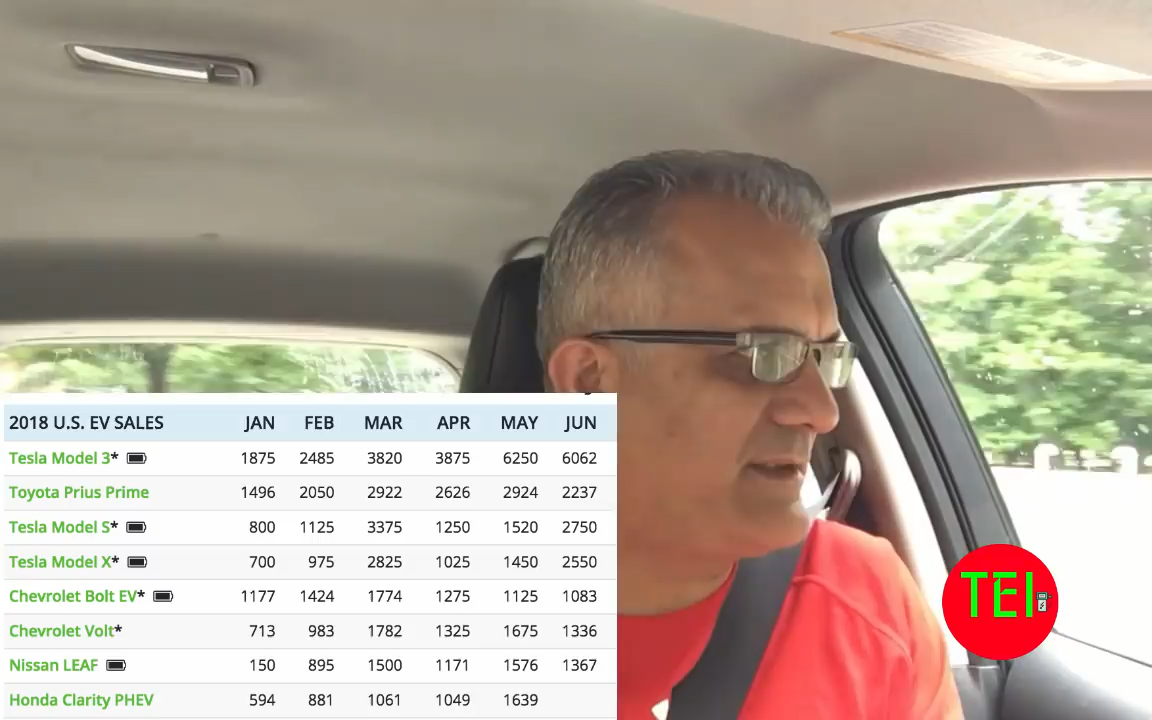 2018 U.S. EV SALES JAN FEB MAR APR MAY JUN
Tesla Model 3* 1875 2485 3820 3875 6250 6062
Toyota Prius Prime 1496 2050 2922 2626 2924 2237
Tesla Model S* 800 1125 3375 1250 1520 2750
Tesla Model X* 700 975 2825 1025 1450 2550
Chevrolet Bolt EV* 1177 1424 1774 1275 1125 1083
Chevrolet Volt* 713 983 1782 1325 1675 1336
Nissan LEAF 150 895 1500 1171 1576 1367
Honda Clarity PHEV 594 881 1061 1049 1639
TEI